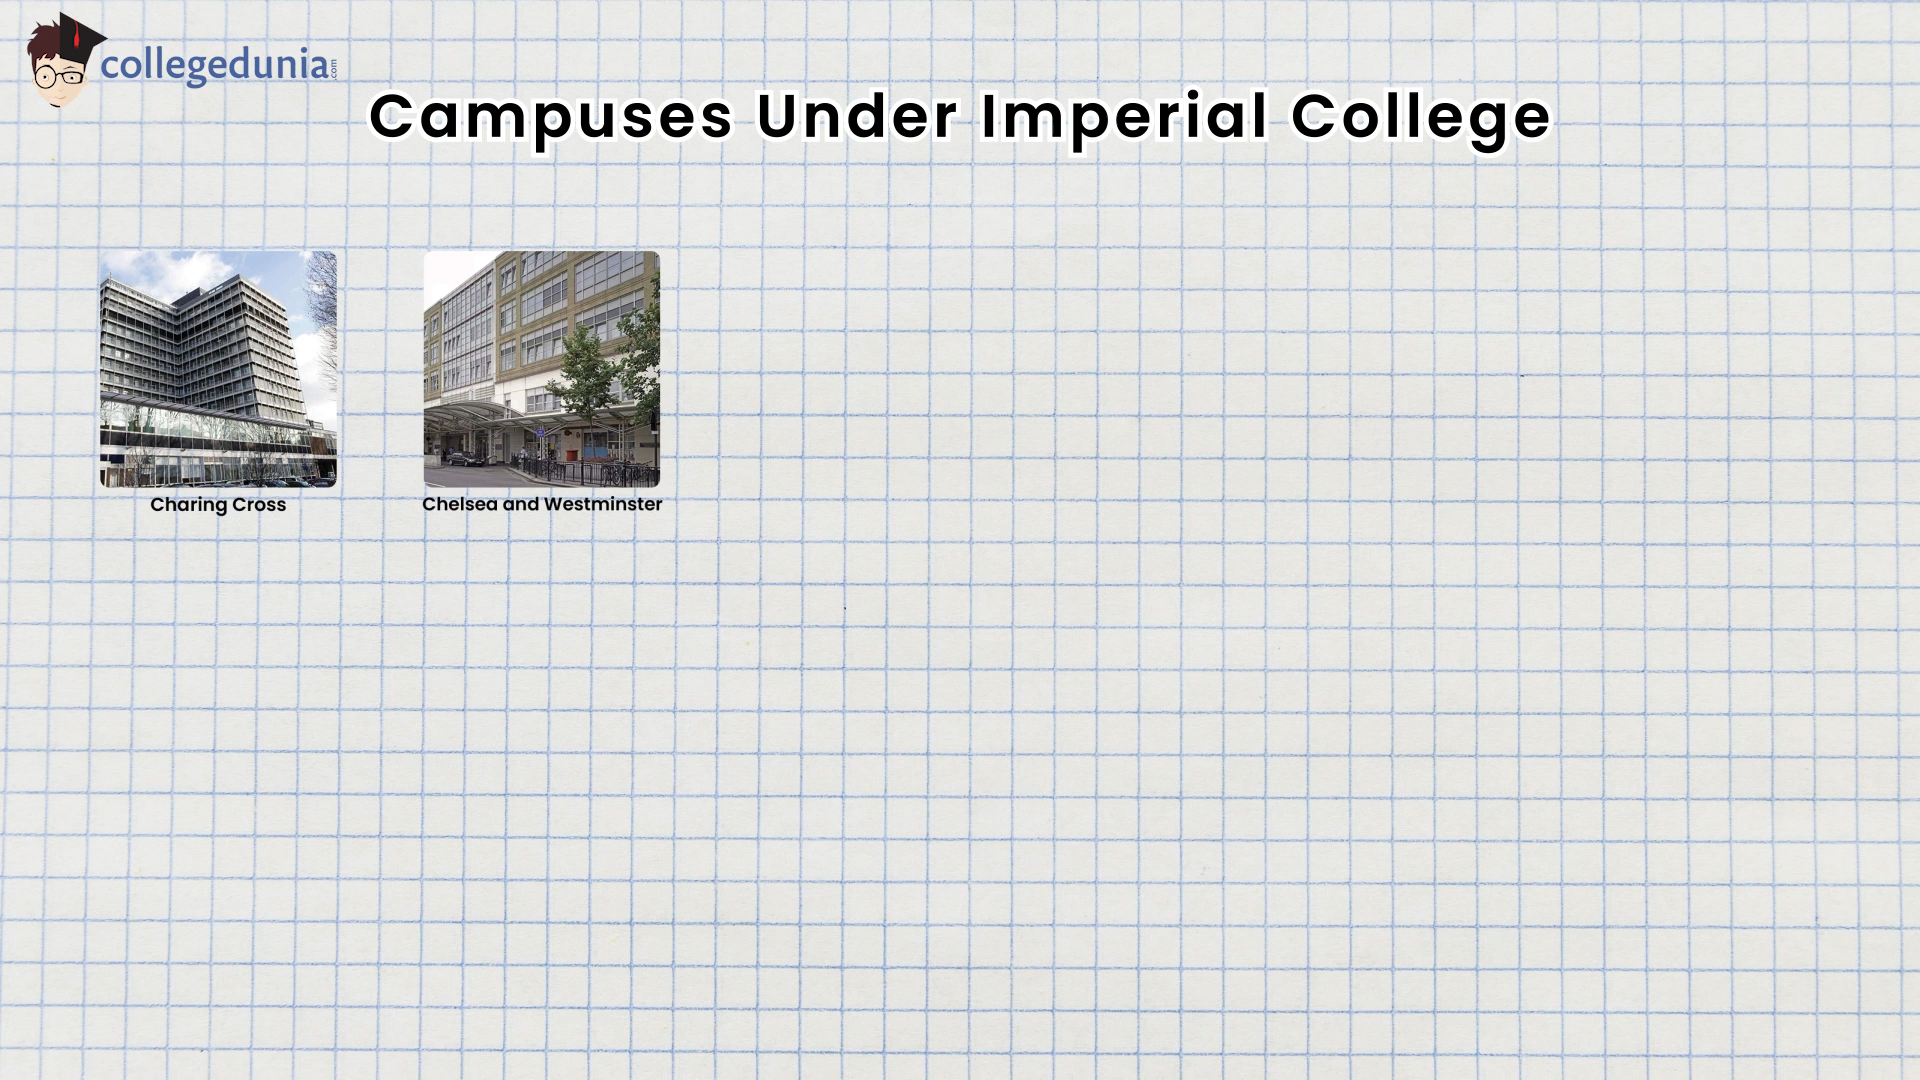 collegedunia.com
Campuses Under Imperial College
Charing Cross
Chelsea and Westminster